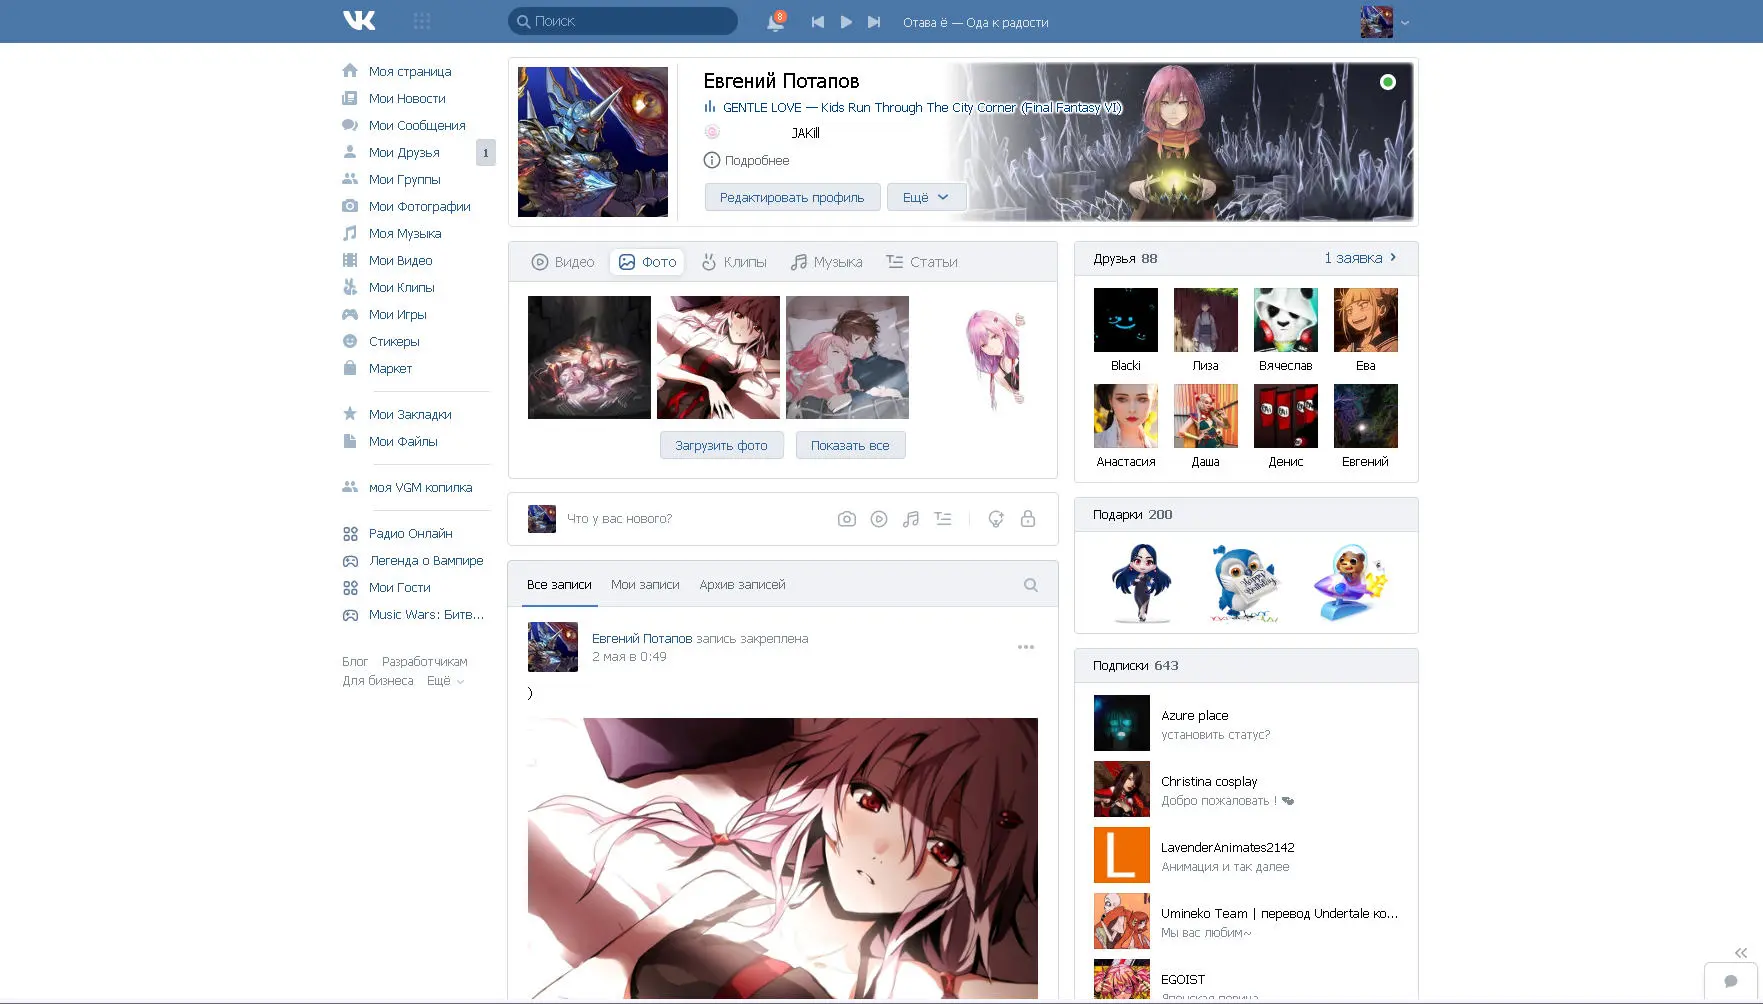 Поиск
8
Отава ё — Ода к радости
Моя страница
Мои Новости
Мои Сообщения
Мои Друзья
1
Мои Группы
Мои Фотографии
Моя Музыка
Мои Видео
Мои Клипы
Мои Игры
Стикеры
Маркет
Мои Закладки
Мои Файлы
моя VGM копилка
Радио Онлайн
Легенда о Вампире
Мои Гости
Music Wars: Битв...
Блог Разработчикам
Для бизнеса Ещё
Евгений Потапов
GENTLE LOVE — Kids Run Through The City Corner (Final Fantasy VI)
JAKill
Подробнее
Редактировать профиль
Ещё
Видео Фото Клипы Музыка Статьи
Загрузить фото
Показать все
Что у вас нового?
Все записи Мои записи Архив записей
Евгений Потапов запись закреплена
2 мая в 0:49
)
Друзья 88
1 заявка
Blacki Лиза Вячеслав Ева
Анастасия Даша Денис Евгений
Подарки 200
Happy Birthday
Подписки 643
Azure place
установить статус?
Christina cosplay
Добро пожаловать !
L
LavenderAnimates2142
Анимация и так далее
Umineko Team | перевод Undertale ко...
Мы вас любим~
EGOIST
Японская певица